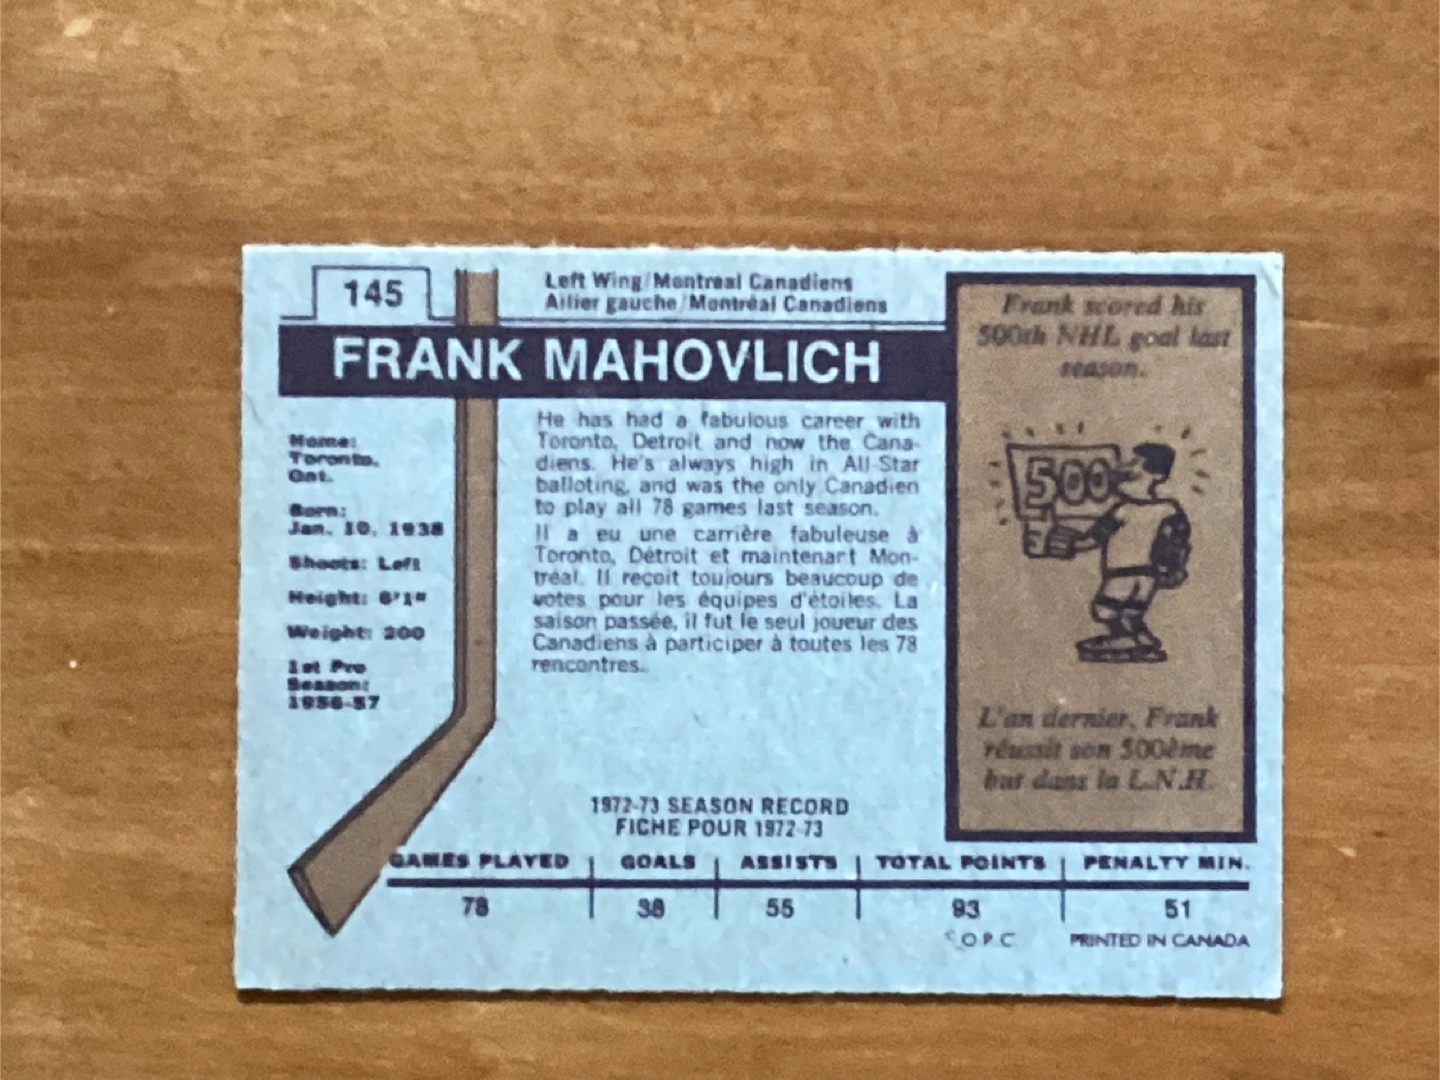 145
Left Wing/Montreal Canadiens
Ailier gauche/Montréal Canadiens
FRANK MAHOVLICH
Home:
Toronto,
Ont.
Born:
Jan. 10, 1938
Shoots: Left
Height: 6'1"
Weight: 200
1st Pro
Season:
1956-57
He has had a fabulous career with
Toronto, Detroit and now the Cana-
diens. He's always high in All-Star
balloting, and was the only Canadien
to play all 78 games last season.
Il a eu une carrière fabuleuse à
Toronto, Détroit et maintenant Mon-
tréal. Il reçoit toujours beaucoup de
votes pour les équipes d'étoiles. La
saison passée, il fut le seul joueur des
Canadiens à participer à toutes les 78
rencontres.
Frank scored his
500th NHL goal last
season.
500
L'an dernier, Frank
réussit son 500ème
but dans la L.N.H.
1972-73 SEASON RECORD
FICHE POUR 1972-73
GAMES PLAYED GOALS ASSISTS TOTAL POINTS PENALTY MIN.
78 38 55 93 51
© O.P.C. PRINTED IN CANADA